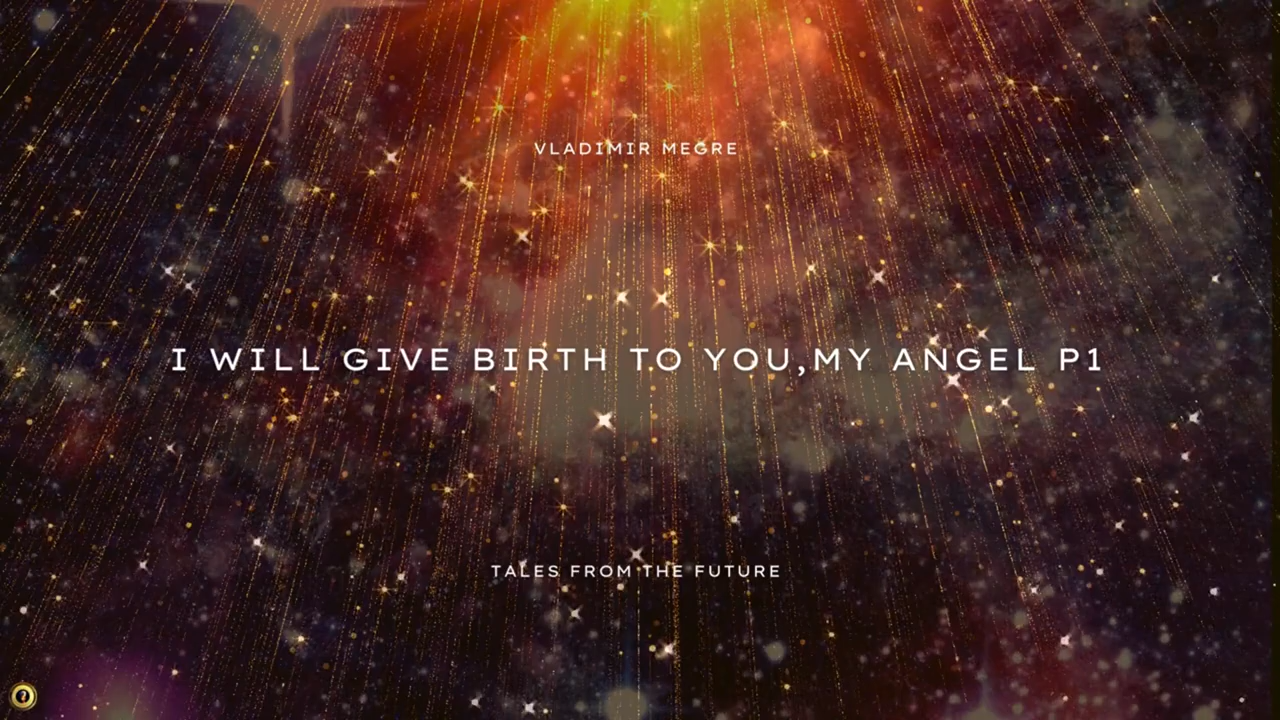 VLADIMIR MEGRE
I WILL GIVE BIRTH TO YOU,MY ANGEL P1
TALES FROM THE FUTURE